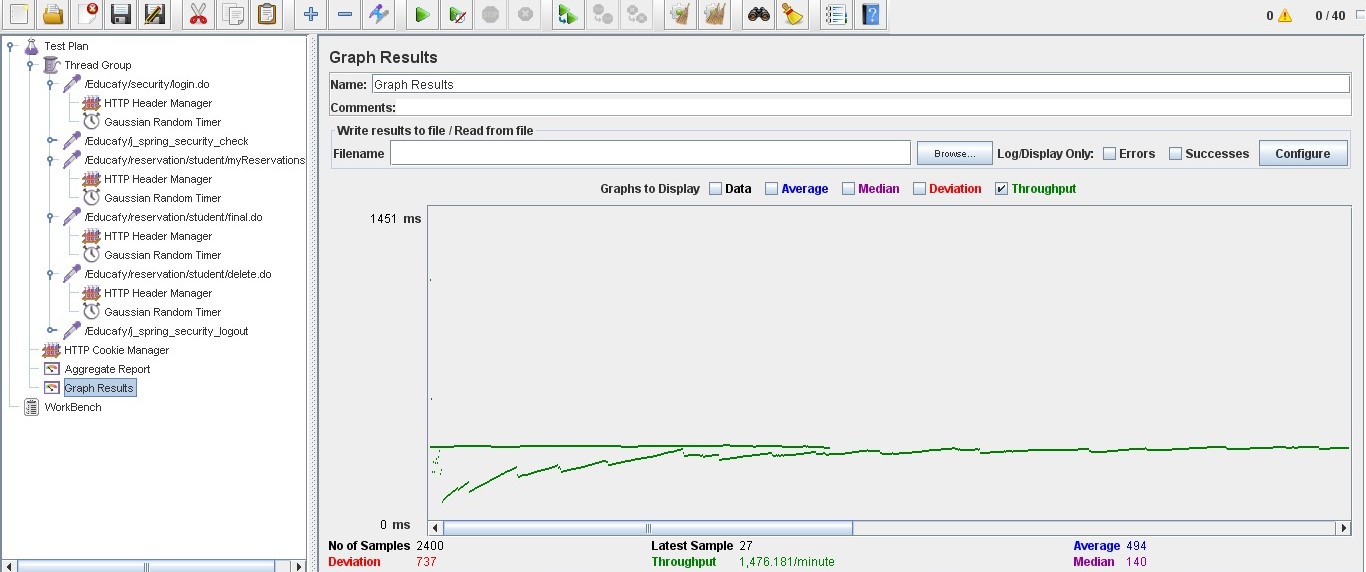 0 0 / 40
Test Plan
Thread Group
/Educafy/security/login.do
HTTP Header Manager
Gaussian Random Timer
/Educafy/j_spring_security_check
/Educafy/reservation/student/myReservations
HTTP Header Manager
Gaussian Random Timer
/Educafy/reservation/student/final.do
HTTP Header Manager
Gaussian Random Timer
/Educafy/reservation/student/delete.do
HTTP Header Manager
Gaussian Random Timer
/Educafy/j_spring_security_logout
HTTP Cookie Manager
Aggregate Report
Graph Results
WorkBench
Graph Results
Name: Graph Results
Comments:
Write results to file / Read from file
Filename Browse... Log/Display Only: Errors Successes Configure
Graphs to Display Data Average Median Deviation Throughput
1451 ms
0 ms
No of Samples 2400 Latest Sample 27 Average 494
Deviation 737 Throughput 1,476.181/minute Median 140